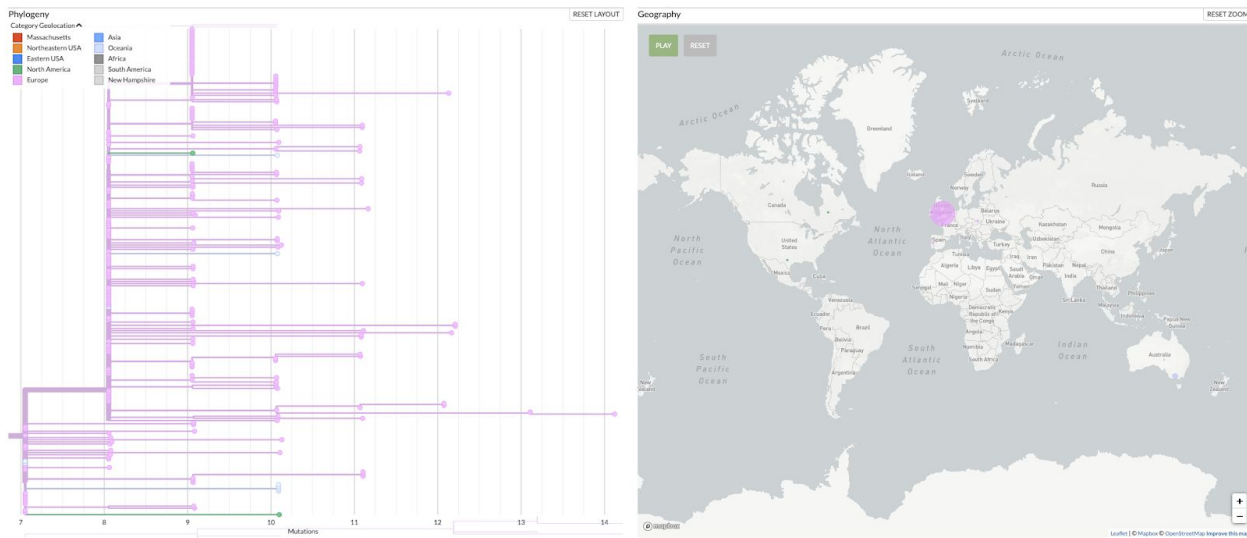 Phylogeny
RESET LAYOUT
Category Geolocation
Massachusetts
Northeastern USA
Eastern USA
North America
Europe
Asia
Oceania
Africa
South America
New Hampshire
7 8 9 10 11 12 13 14
Mutations
Geography
RESET ZOOM
PLAY
RESET
Arctic Ocean
Arctic Ocean
Svalbard
Greenland
Iceland
Sweden
Norway
Russia
Canada
Belarus
Ukraine
France
Kazakhstan
Mongolia
North Pacific Ocean
United States
North Atlantic Ocean
Spain
Turkey
Uzbekistan
China
Japan
Tunisia
Iraq
Iran
Pakistan
Nepal
Algeria
Libya
Egypt
Saudi Arabia
Oman
India
Mexico
Cuba
Senegal
Mali
Niger
Sudan
Yemen
Thailand
Philippines
Nigeria
Sri Lanka
Malaysia
Venezuela
Democratic Republic of the Congo
Kenya
Indonesia
Papua New Guinea
Ecuador
Peru
Brazil
Angola
Bolivia
Namibia
Madagascar
Paraguay
South Africa
South Pacific Ocean
South Atlantic Ocean
Indian Ocean
Australia
Argentina
New Zealand
New Zealand
+
−
mapbox
Leaflet | © Mapbox © OpenStreetMap Improve this map